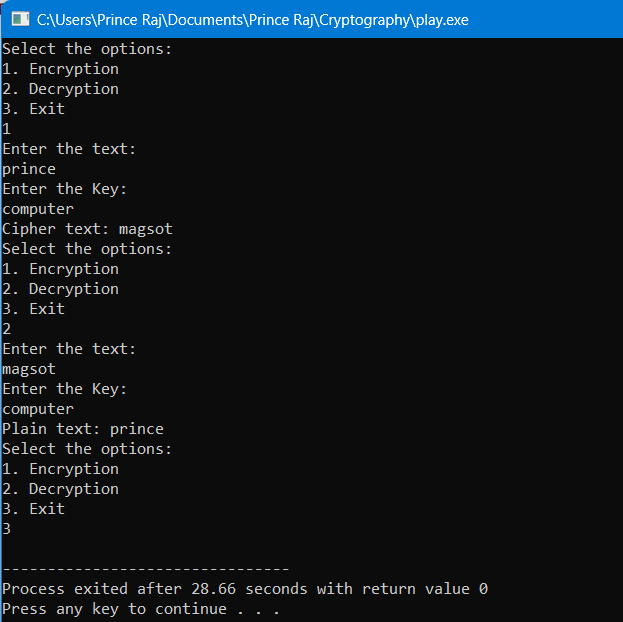 C:\Users\Prince Raj\Documents\Prince Raj\Cryptography\play.exe
Select the options:
1. Encryption
2. Decryption
3. Exit
1
Enter the text:
prince
Enter the Key:
computer
Cipher text: magsot
Select the options:
1. Encryption
2. Decryption
3. Exit
2
Enter the text:
magsot
Enter the Key:
computer
Plain text: prince
Select the options:
1. Encryption
2. Decryption
3. Exit
3
--------------------------------
Process exited after 28.66 seconds with return value 0
Press any key to continue . . .